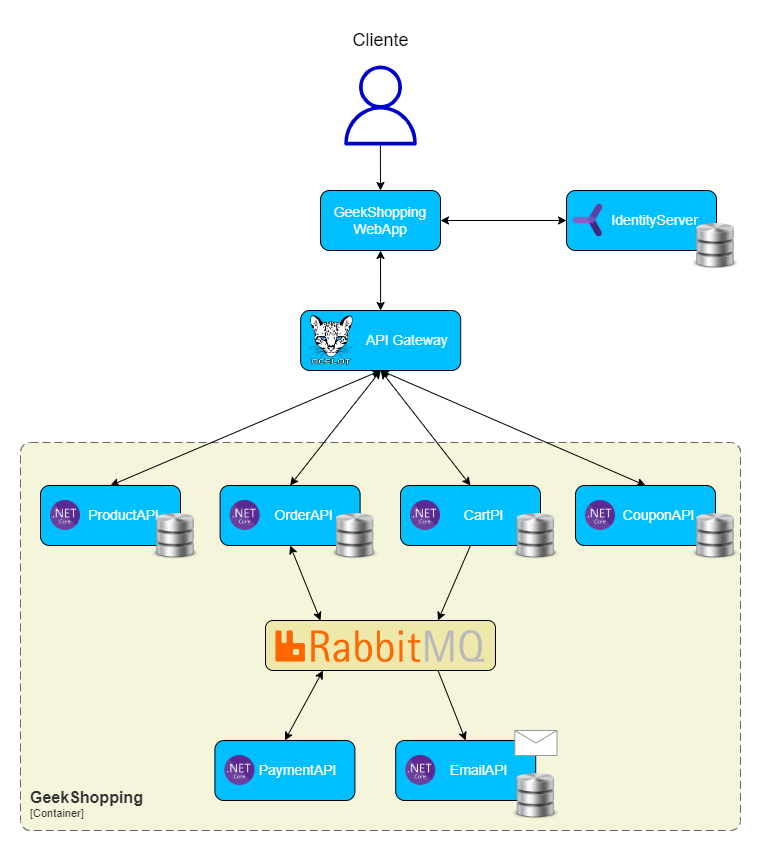 Cliente
GeekShopping
WebApp
IdentityServer
OCELOT
API Gateway
.NET
Core
ProductAPI
.NET
Core
OrderAPI
.NET
Core
CartPI
.NET
Core
CouponAPI
RabbitMQ
.NET
Core
PaymentAPI
.NET
Core
EmailAPI
GeekShopping
[Container]